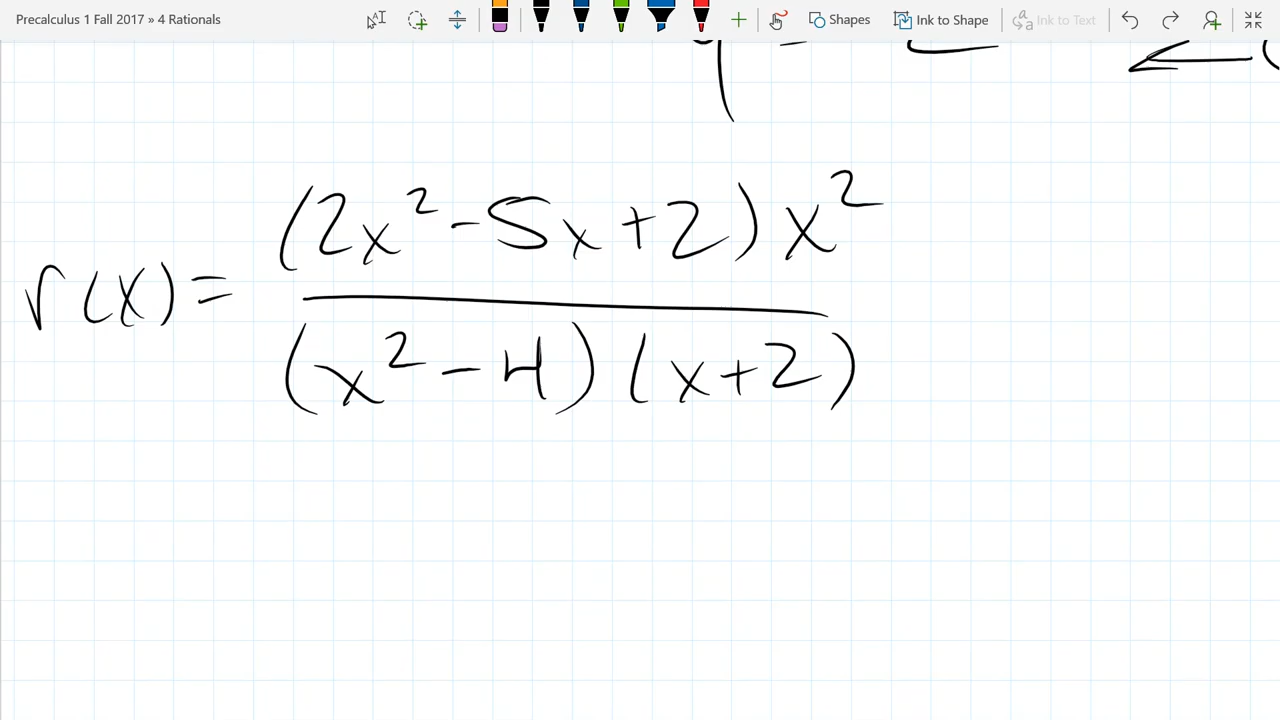 Precalculus 1 Fall 2017 » 4 Rationals
Shapes
Ink to Shape
Ink to Text
r(x) = (2x² - 5x + 2) x²
(x² - 4)(x + 2)